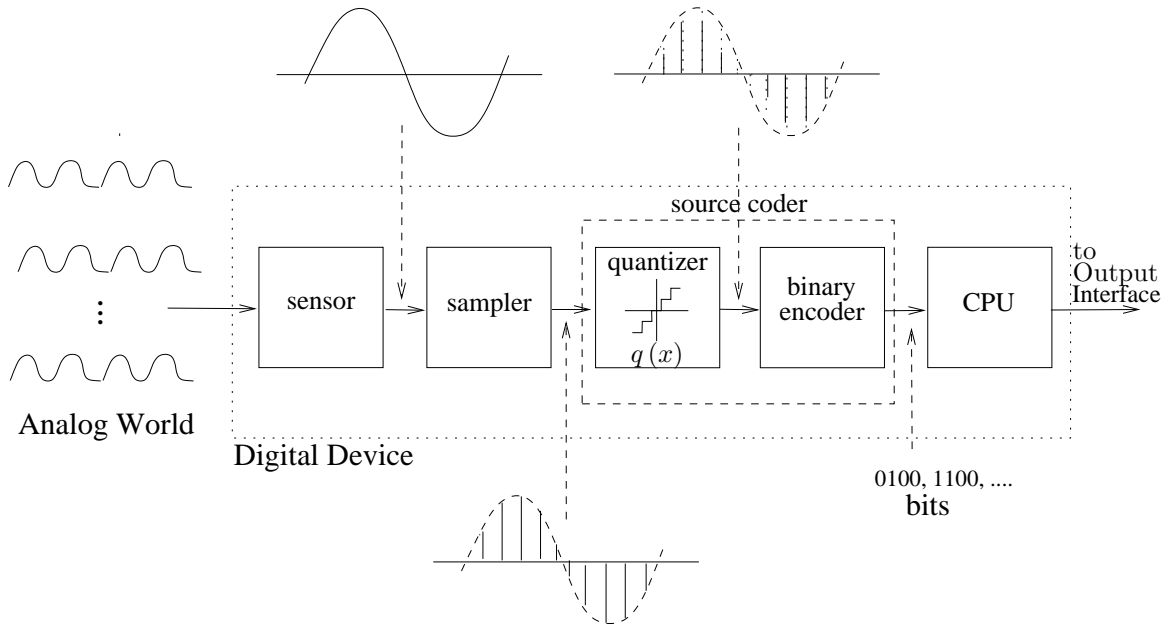 source coder
sensor
sampler
quantizer
q (x)
binary
encoder
CPU
to
Output
Interface
Analog World
Digital Device
0100, 1100, ....
bits